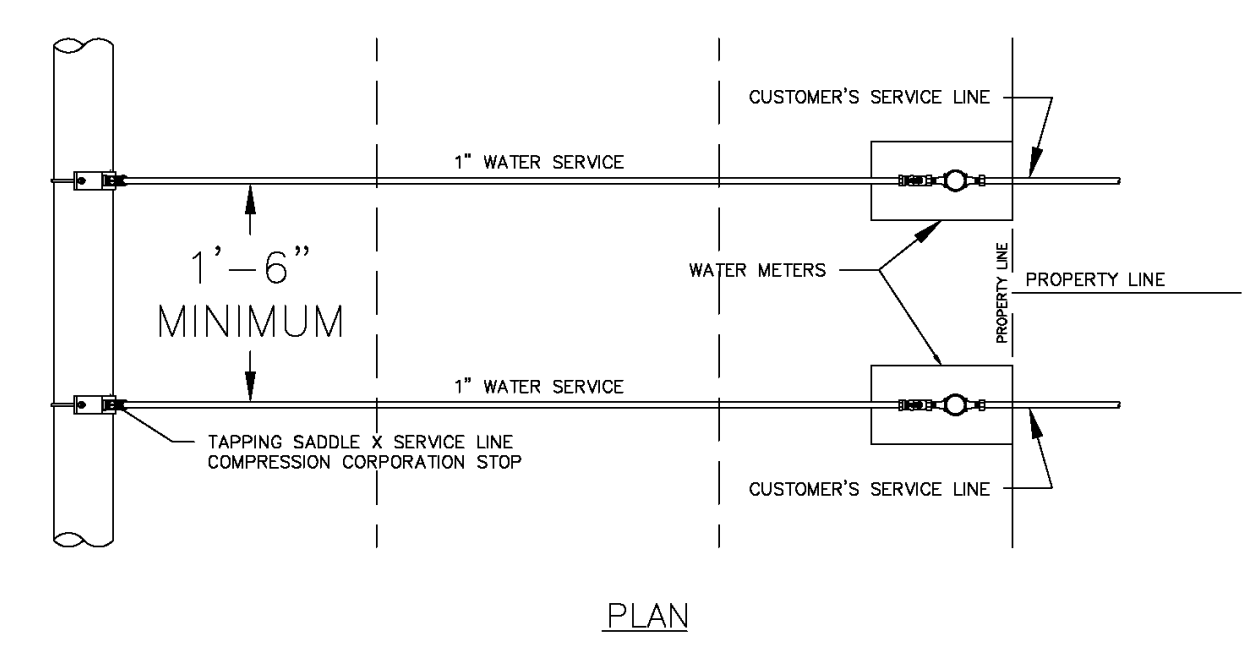 CUSTOMER'S SERVICE LINE
1" WATER SERVICE
1'-6"
MINIMUM
WATER METERS
PROPERTY LINE
PROPERTY LINE
1" WATER SERVICE
TAPPING SADDLE X SERVICE LINE
COMPRESSION CORPORATION STOP
CUSTOMER'S SERVICE LINE
PLAN